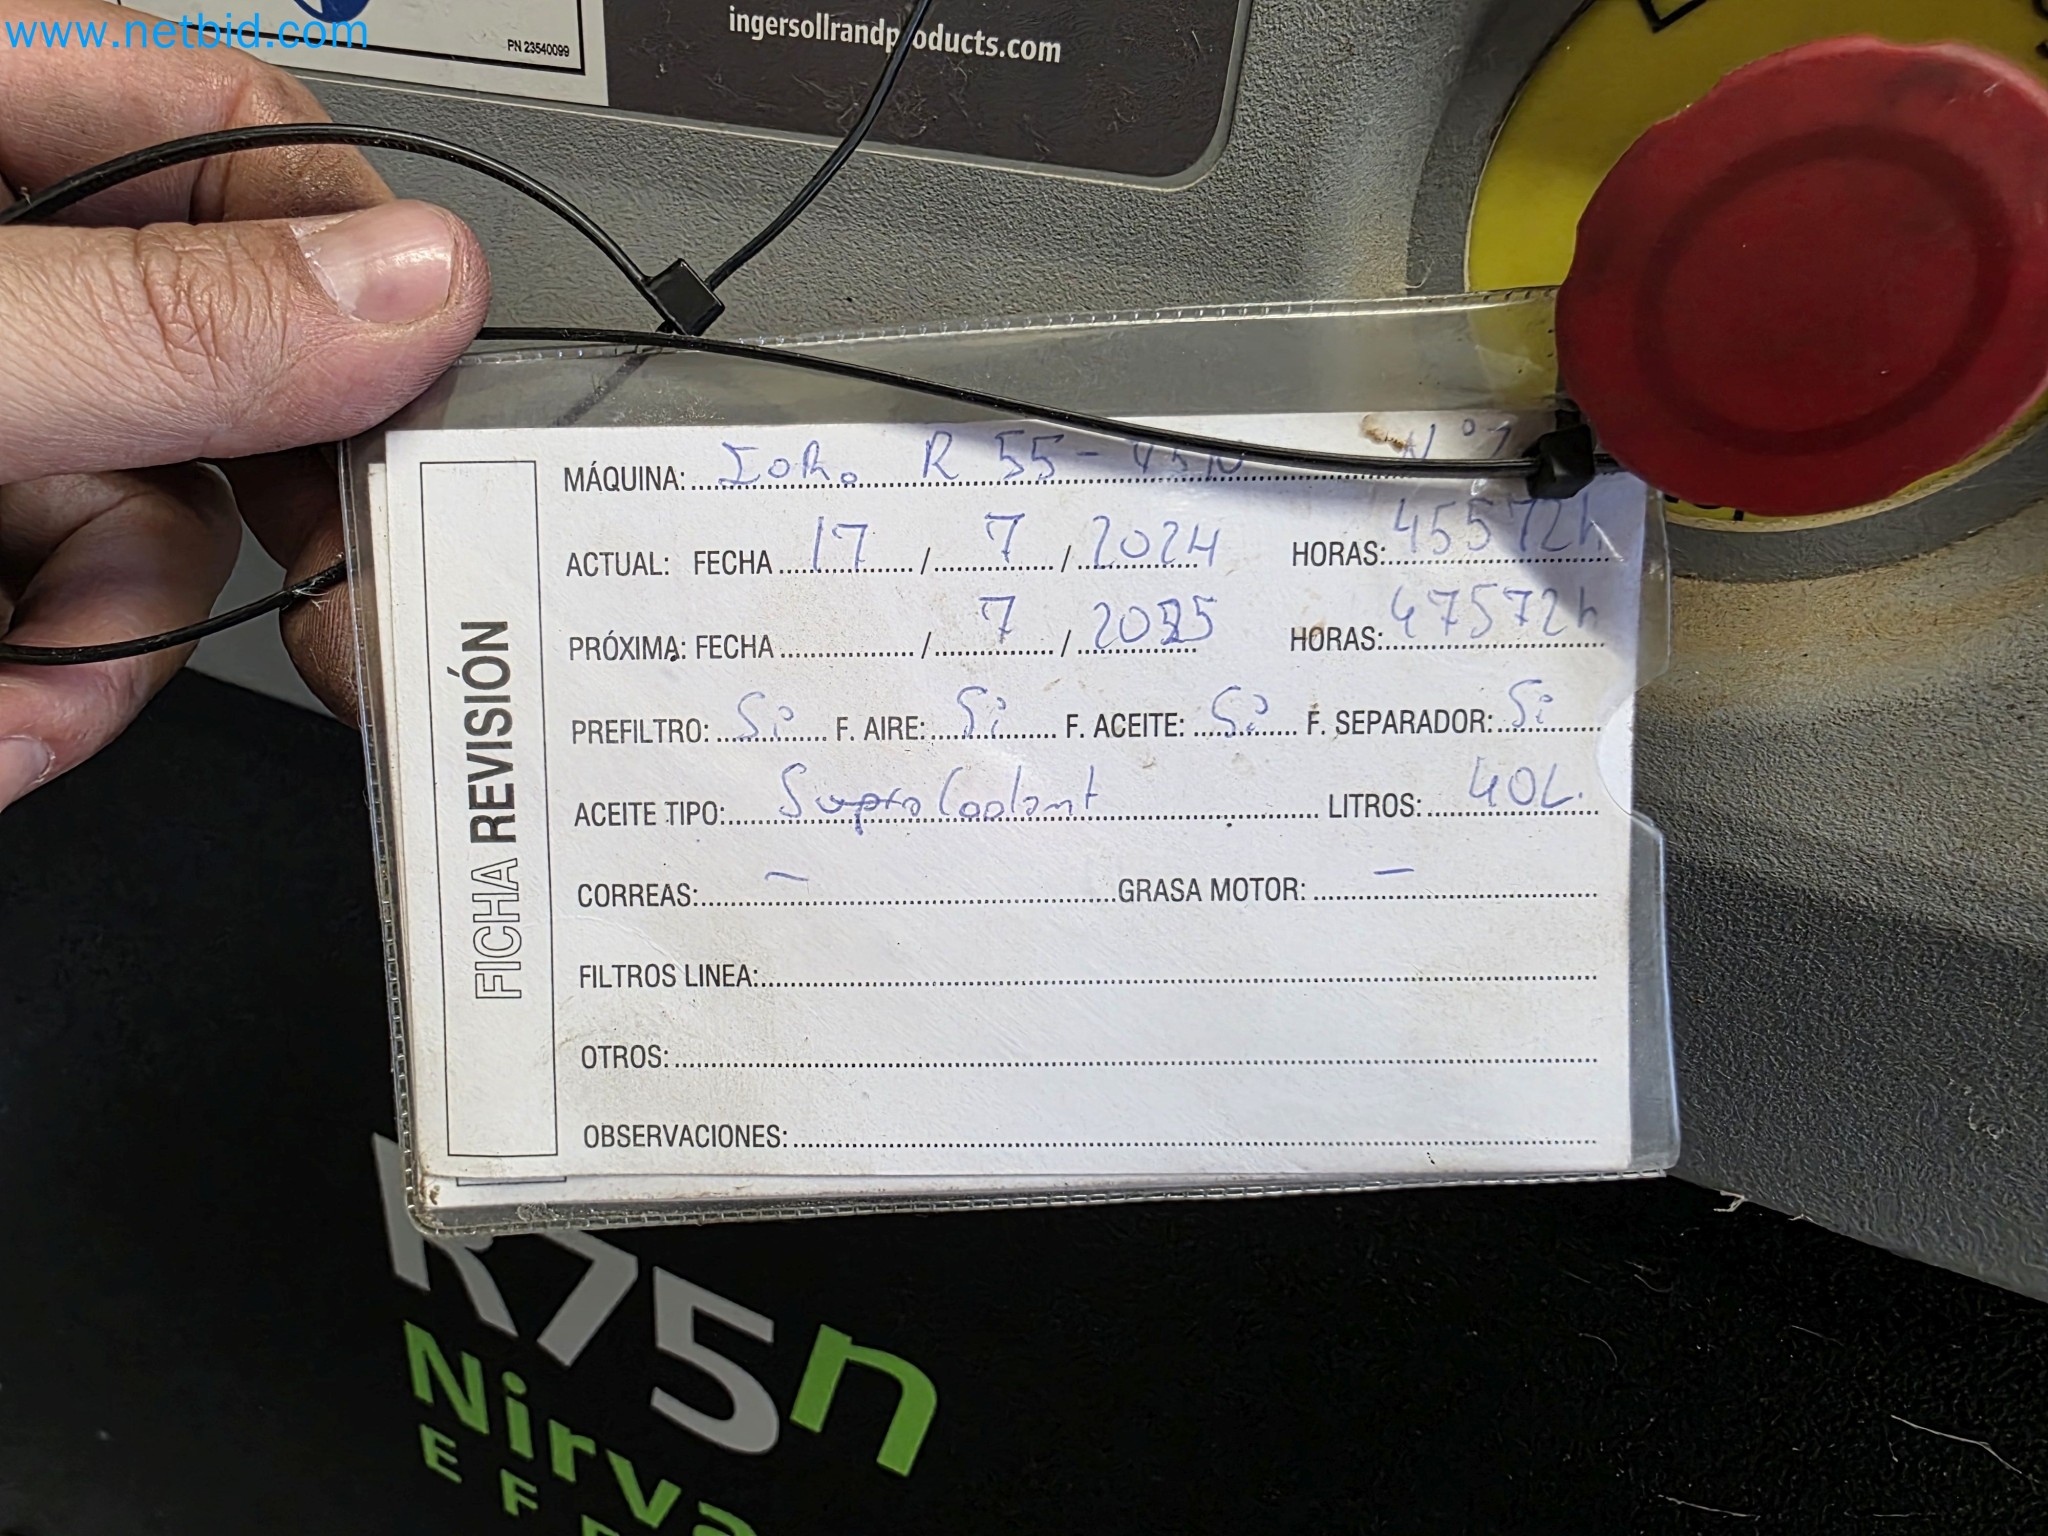 www.netbid.com
PN 23540099
ingersollrandproducts.com
FICHA REVISIÓN
MÁQUINA: R 55- N°1
ACTUAL: FECHA 17 / 7 / 2024 HORAS: 45572h
PRÓXIMA: FECHA / 7 / 2025 HORAS: 47572h
PREFILTRO: Si F. AIRE: Si F. ACEITE: Si F. SEPARADOR: Si
ACEITE TIPO: Supra Coolant LITROS: 40L.
CORREAS: — GRASA MOTOR: —
FILTROS LINEA:
OTROS:
OBSERVACIONES:
R75n
Nirva
E F